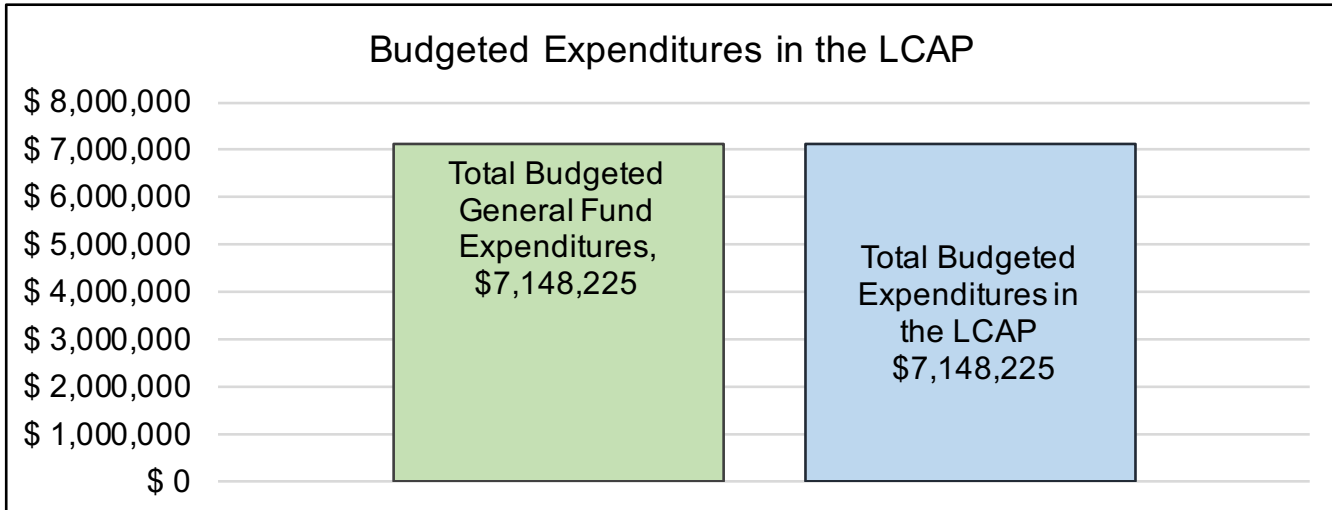 Budgeted Expenditures in the LCAP
$ 8,000,000
$ 7,000,000
$ 6,000,000
$ 5,000,000
$ 4,000,000
$ 3,000,000
$ 2,000,000
$ 1,000,000
$ 0
Total Budgeted
General Fund
Expenditures,
$7,148,225
Total Budgeted
Expenditures in
the LCAP
$7,148,225